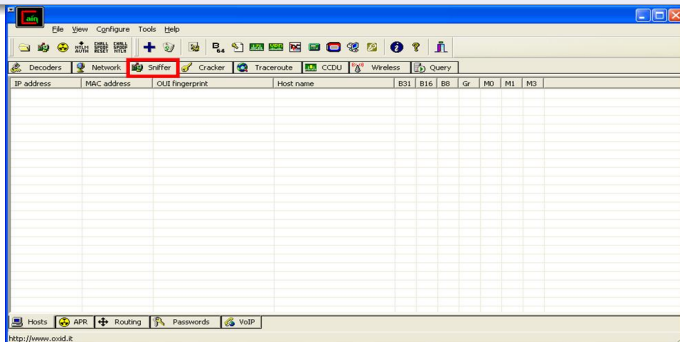 ain
File View Configure Tools Help
Decoders Network Sniffer Cracker Traceroute CCDU Wireless Query
IP address MAC address OUI fingerprint Host name B31 B16 B8 Gr M0 M1 M3
Hosts APR Routing Passwords VoIP
http://www.oxid.it